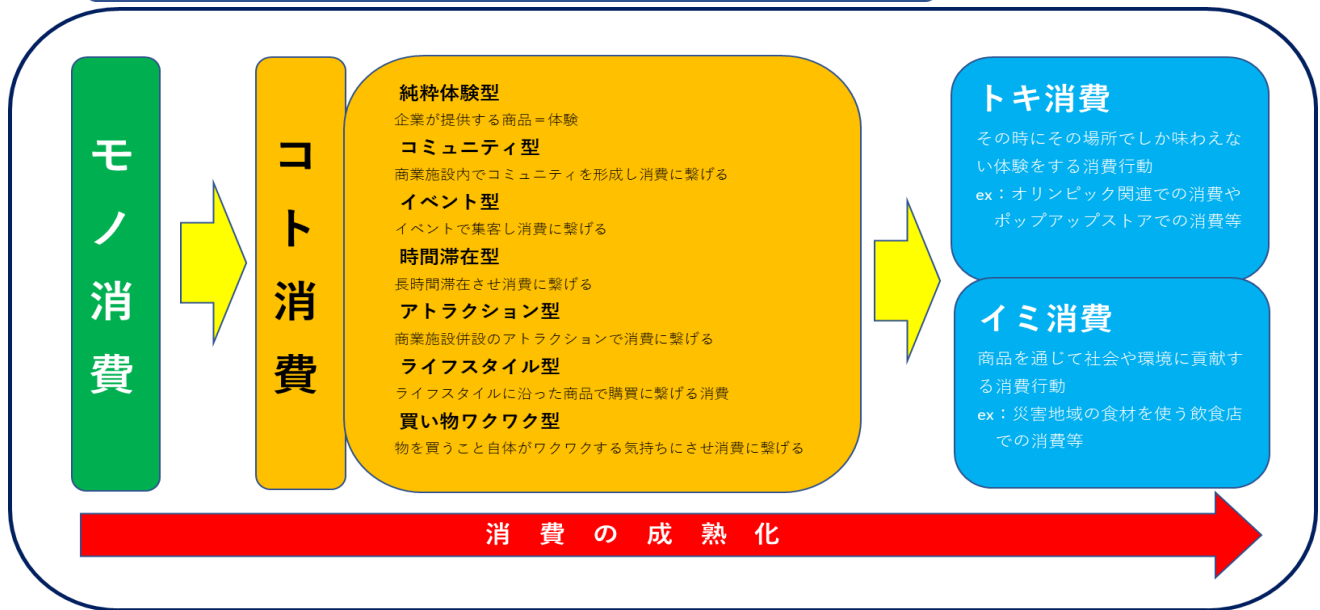 モノ消費
コト消費
純粋体験型
企業が提供する商品＝体験
コミュニティ型
商業施設内でコミュニティを形成し消費に繋げる
イベント型
イベントで集客し消費に繋げる
時間滞在型
長時間滞在させ消費に繋げる
アトラクション型
商業施設併設のアトラクションで消費に繋げる
ライフスタイル型
ライフスタイルに沿った商品で購買に繋げる消費
買い物ワクワク型
物を買うこと自体がワクワクする気持ちにさせ消費に繋げる
トキ消費
その時にその場所でしか味わえな
い体験をする消費行動
ex：オリンピック関連での消費や
ポップアップストアでの消費等
イミ消費
商品を通じて社会や環境に貢献す
る消費行動
ex：災害地域の食材を使う飲食店
での消費等
消費の成熟化